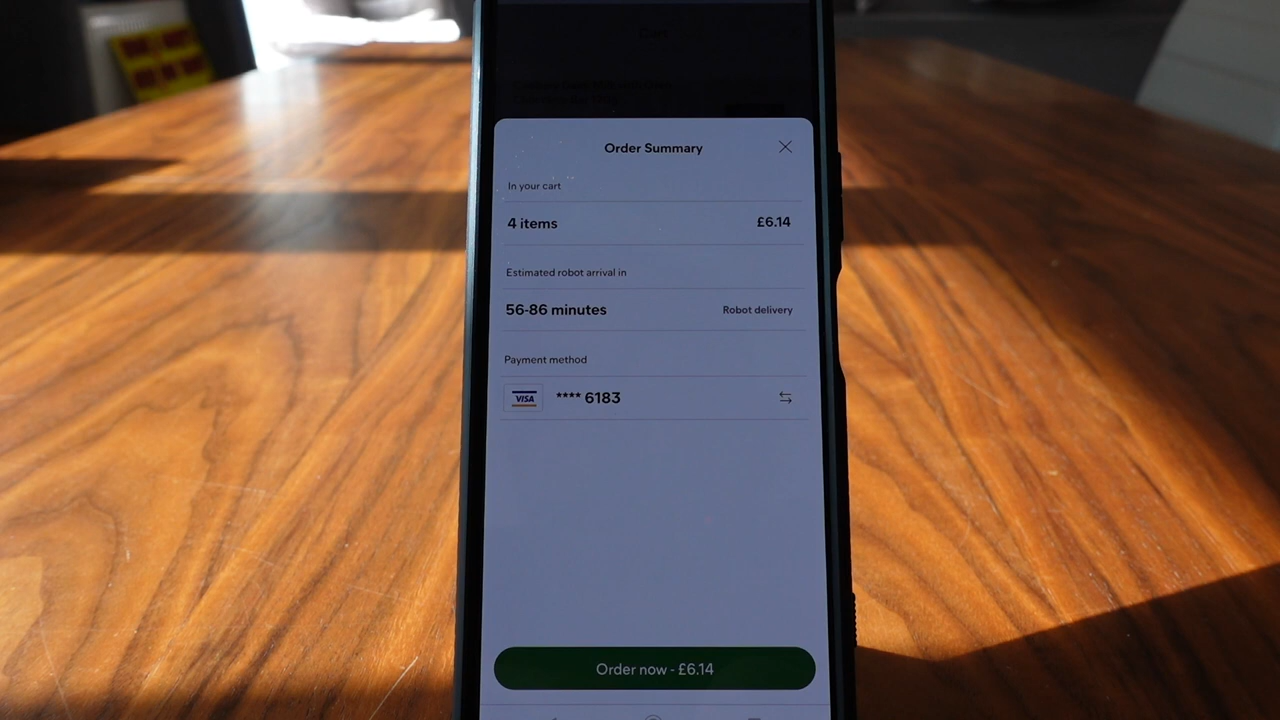 Order Summary
In your cart
4 items £6.14
Estimated robot arrival in
56-86 minutes Robot delivery
Payment method
VISA **** 6183
Order now - £6.14